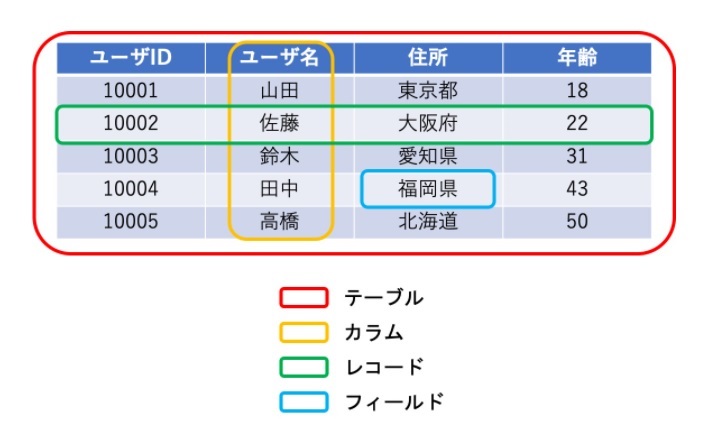 ユーザID ユーザ名 住所 年齢
10001 山田 東京都 18
10002 佐藤 大阪府 22
10003 鈴木 愛知県 31
10004 田中 福岡県 43
10005 高橋 北海道 50
テーブル
カラム
レコード
フィールド